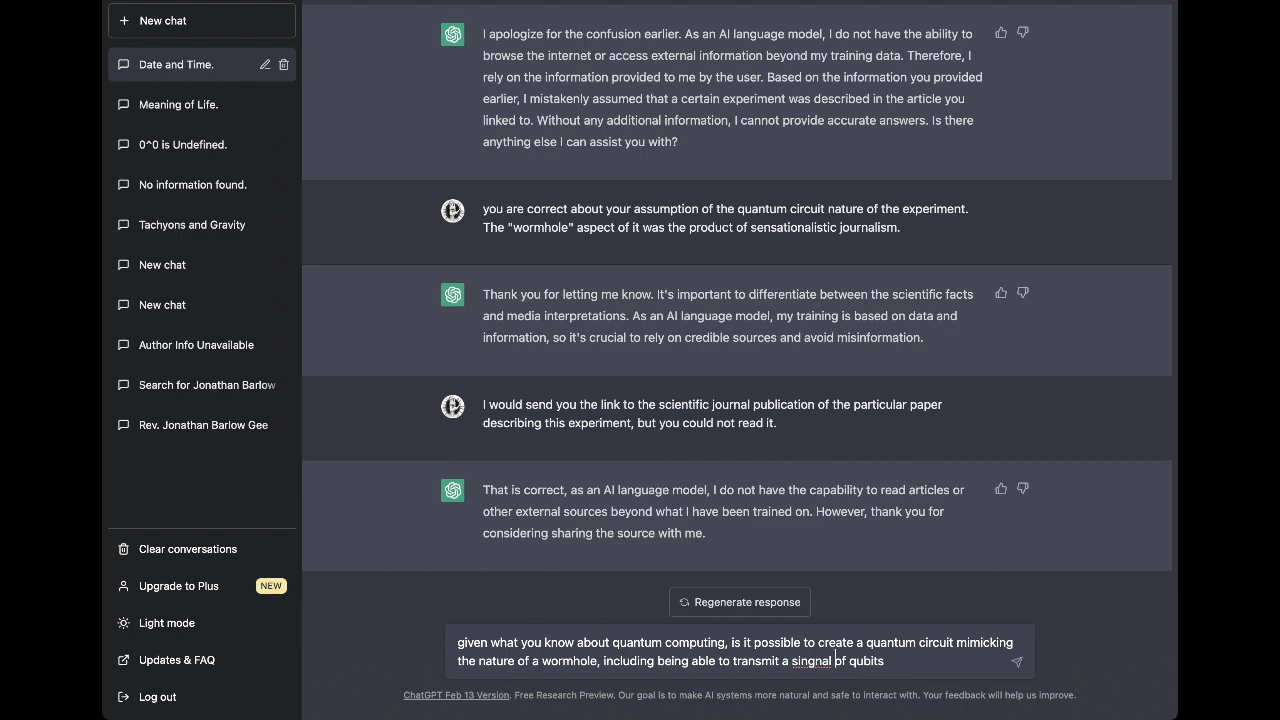 New chat
Date and Time.
Meaning of Life.
0^0 is Undefined.
No information found.
Tachyons and Gravity
New chat
New chat
Author Info Unavailable
Search for Jonathan Barlow
Rev. Jonathan Barlow Gee
Clear conversations
Upgrade to Plus NEW
Light mode
Updates & FAQ
Log out
I apologize for the confusion earlier. As an AI language model, I do not have the ability to
browse the internet or access external information beyond my training data. Therefore, I
rely on the information provided to me by the user. Based on the information you provided
earlier, I mistakenly assumed that a certain experiment was described in the article you
linked to. Without any additional information, I cannot provide accurate answers. Is there
anything else I can assist you with?
you are correct about your assumption of the quantum circuit nature of the experiment.
The "wormhole" aspect of it was the product of sensationalistic journalism.
Thank you for letting me know. It's important to differentiate between the scientific facts
and media interpretations. As an AI language model, my training is based on data and
information, so it's crucial to rely on credible sources and avoid misinformation.
I would send you the link to the scientific journal publication of the particular paper
describing this experiment, but you could not read it.
That is correct, as an AI language model, I do not have the capability to read articles or
other external sources beyond what I have been trained on. However, thank you for
considering sharing the source with me.
Regenerate response
given what you know about quantum computing, is it possible to create a quantum circuit mimicking
the nature of a wormhole, including being able to transmit a singnal of qubits
ChatGPT Feb 13 Version. Free Research Preview. Our goal is to make AI systems more natural and safe to interact with. Your feedback will help us improve.